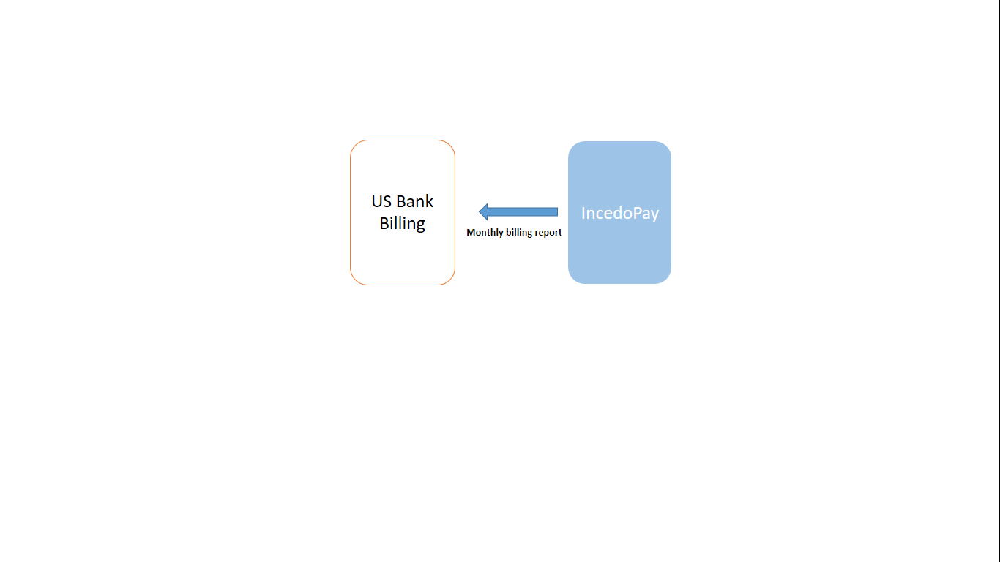 US Bank
Billing
Monthly billing report
IncedoPay